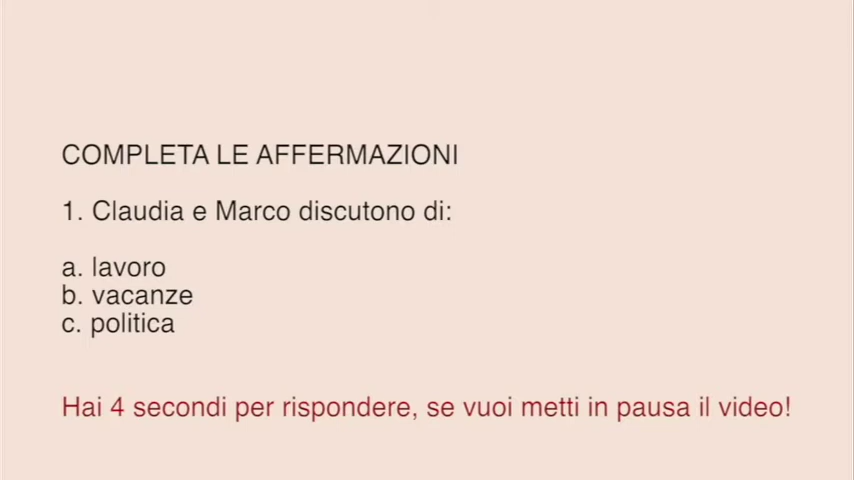 COMPLETA LE AFFERMAZIONI
1. Claudia e Marco discutono di:
a. lavoro
b. vacanze
c. politica
Hai 4 secondi per rispondere, se vuoi metti in pausa il video!